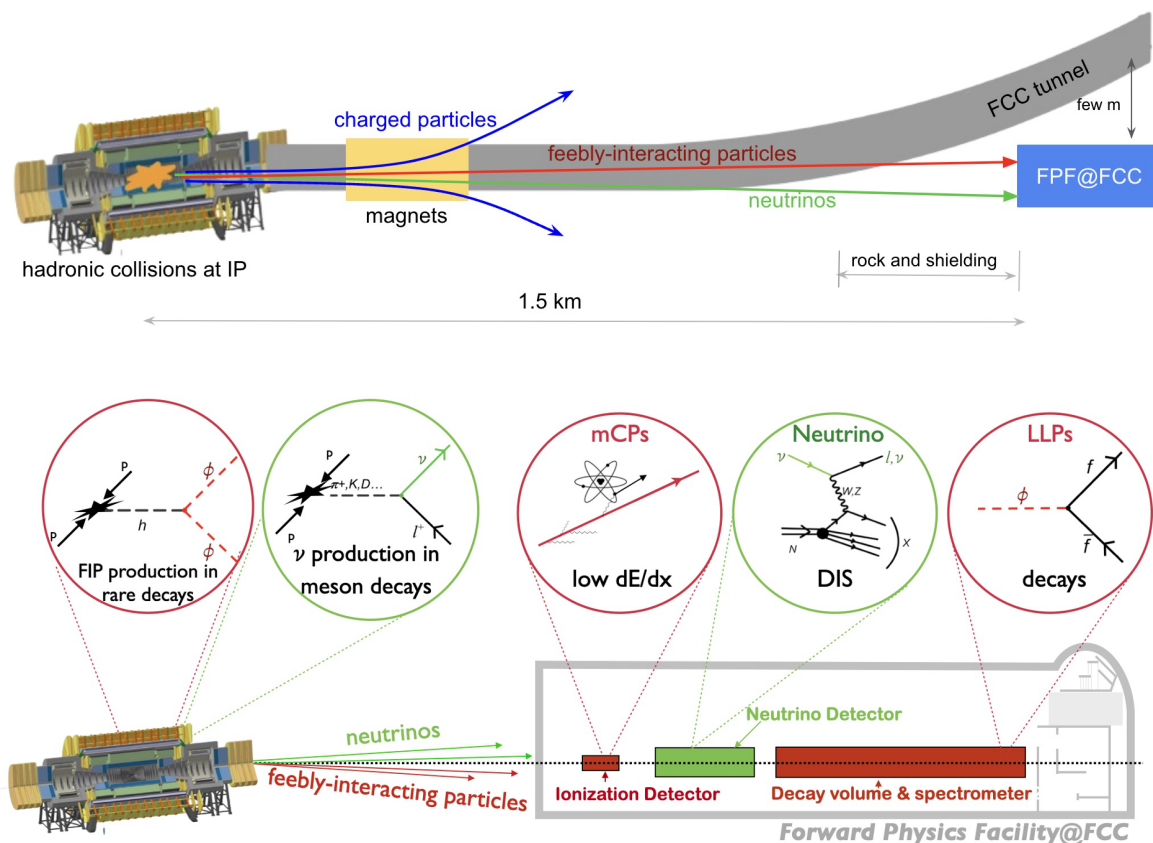 FCC tunnel
few m
charged particles
feebly-interacting particles
FPF@FCC
neutrinos
magnets
hadronic collisions at IP
rock and shielding
1.5 km
P
P
h
ϕ
ϕ
FIP production in
rare decays
P
P
π+,K,D...
ν
l⁺
ν production in
meson decays
mCPs
low dE/dx
Neutrino
ν
l,ν
W,Z
N
X
DIS
LLPs
ϕ
f
f̄
decays
neutrinos
feebly-interacting particles
Neutrino Detector
Ionization Detector
Decay volume & spectrometer
Forward Physics Facility@FCC